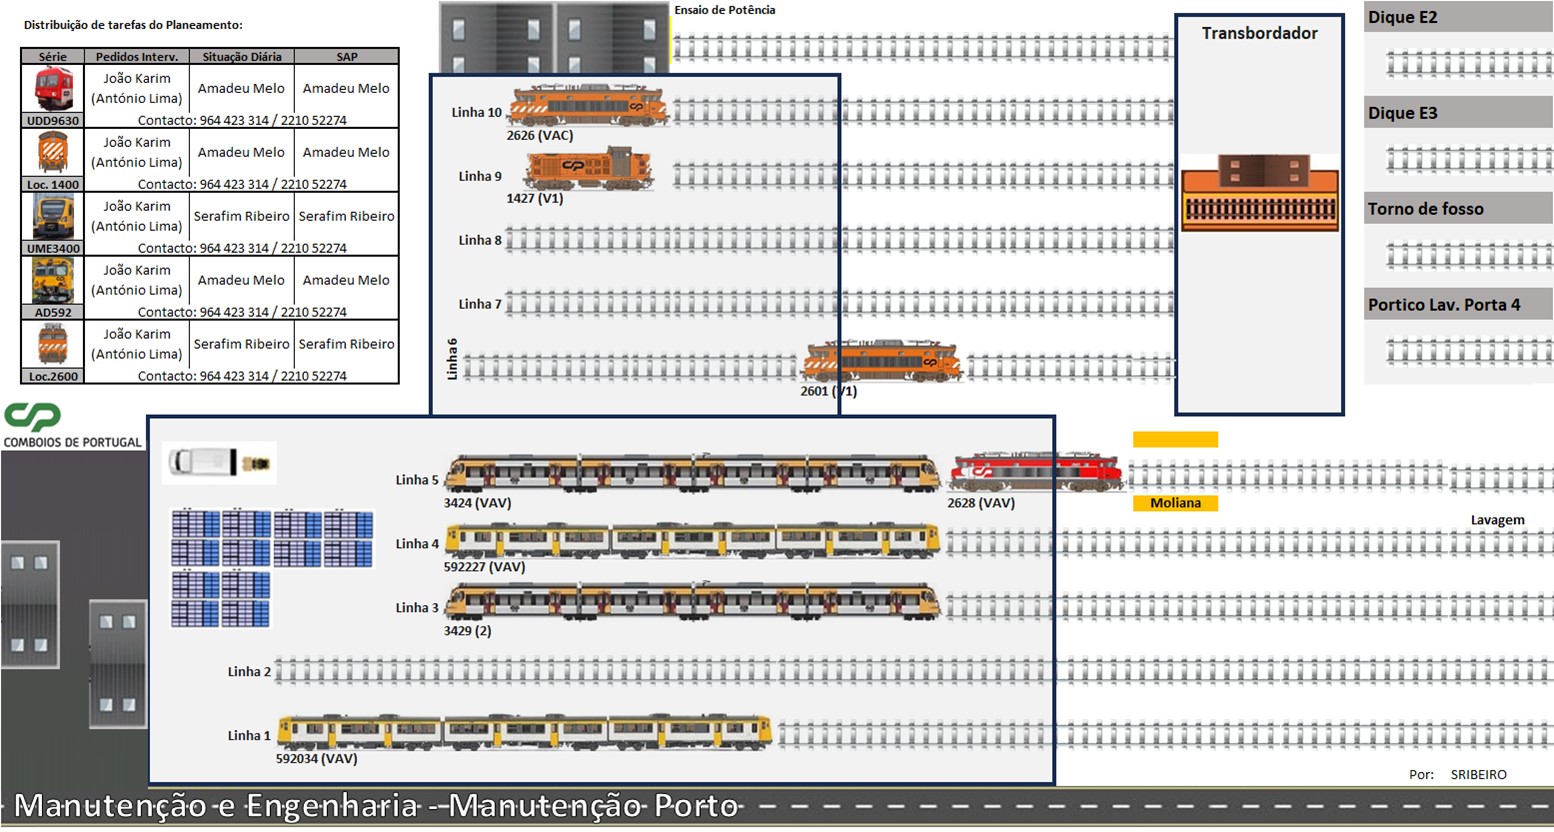 Distribuição de tarefas do Planeamento:
Série Pedidos Interv. Situação Diária SAP
João Karim
(António Lima) Amadeu Melo Amadeu Melo
UDD9630 Contacto: 964 423 314 / 2210 52274
João Karim
(António Lima) Amadeu Melo Amadeu Melo
Loc. 1400 Contacto: 964 423 314 / 2210 52274
João Karim
(António Lima) Serafim Ribeiro Serafim Ribeiro
UME3400 Contacto: 964 423 314 / 2210 52274
João Karim
(António Lima) Amadeu Melo Amadeu Melo
AD592 Contacto: 964 423 314 / 2210 52274
João Karim
(António Lima) Serafim Ribeiro Serafim Ribeiro
Loc.2600 Contacto: 964 423 314 / 2210 52274
CP
COMBOIOS DE PORTUGAL
Ensaio de Potência
Linha 10
2626 (VAC)
Linha 9
1427 (V1)
Linha 8
Linha 7
Linha 6
2601 (V1)
Transbordador
Dique E2
Dique E3
Torno de fosso
Portico Lav. Porta 4
Linha 5
3424 (VAV)
2628 (VAV)
Moliana
Lavagem
Linha 4
592227 (VAV)
Linha 3
3429 (2)
Linha 2
Linha 1
592034 (VAV)
Por: SRIBEIRO
Manutenção e Engenharia - Manutenção Porto